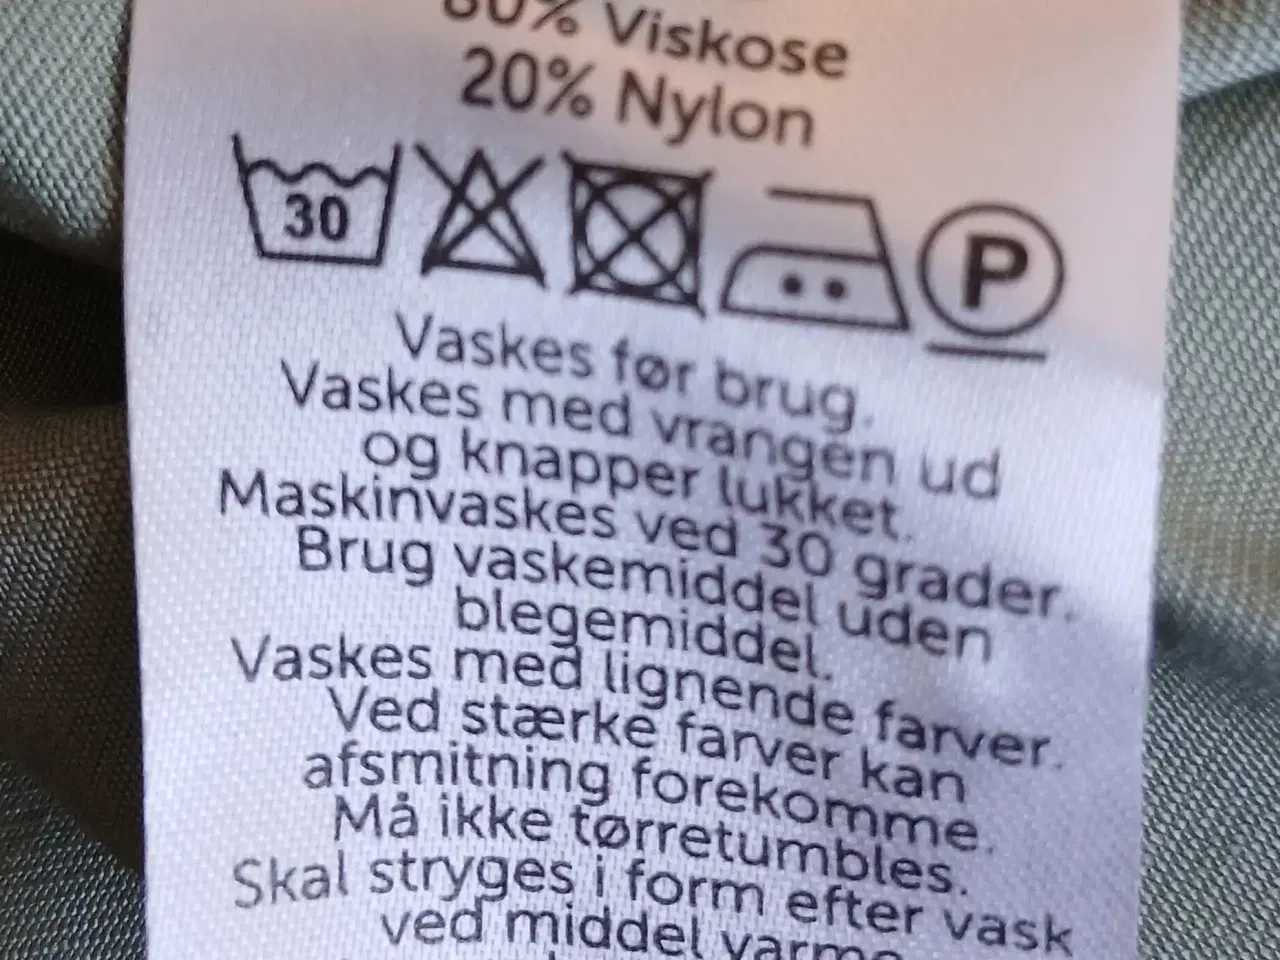 80% Viskose
20% Nylon
30
P
Vaskes før brug.
Vaskes med vrangen ud
og knapper lukket.
Maskinvaskes ved 30 grader.
Brug vaskemiddel uden
blegemiddel.
Vaskes med lignende farver.
Ved stærke farver kan
afsmitning forekomme.
Må ikke tørretumbles.
Skal stryges i form efter vask
ved middel varme